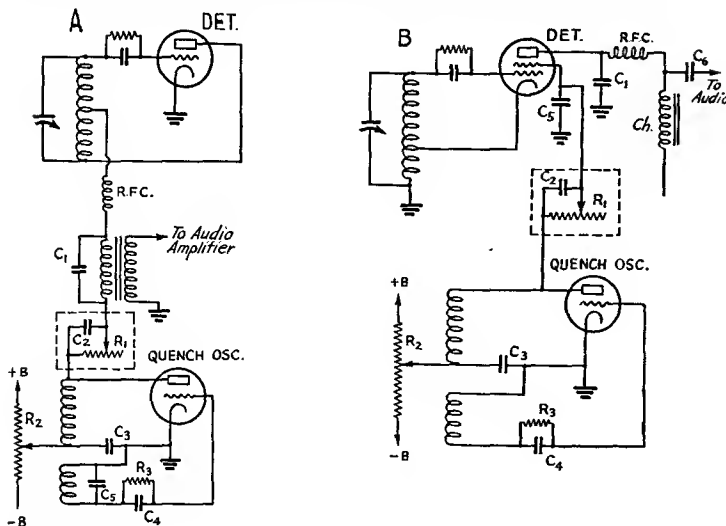 A
DET.
R.F.C.
C1
To Audio
Amplifier
C2
R1
QUENCH OSC.
+B
R2
C3
R3
C5
C4
-B
B
DET.
R.F.C.
C6
C1
To
Audio
C5
Ch.
C2
R1
QUENCH OSC.
+B
R2
C3
R3
C4
-B